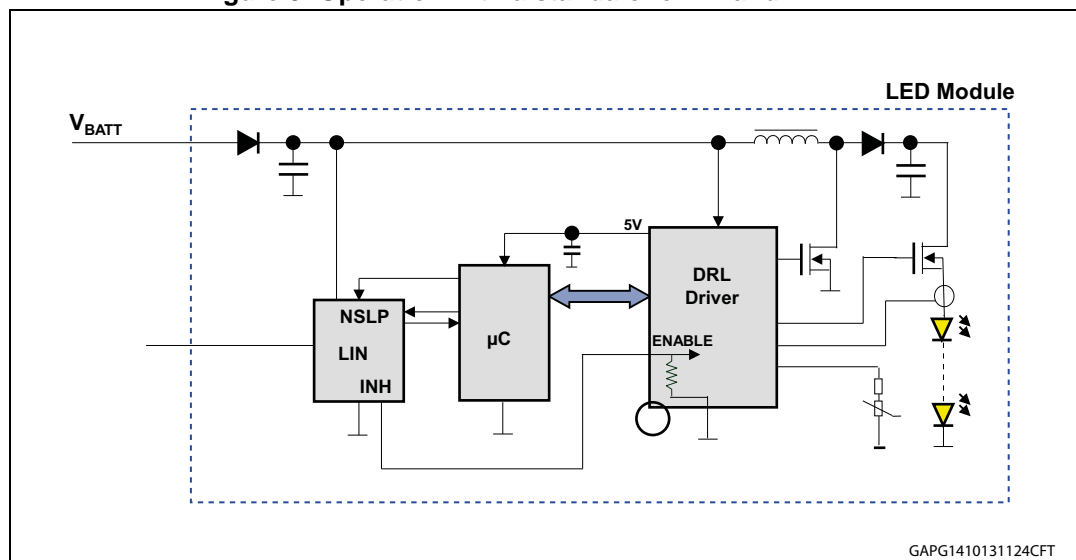 LED Module
VBATT
5V
DRL
Driver
NSLP
LIN
INH
µC
ENABLE
GAPG1410131124CFT